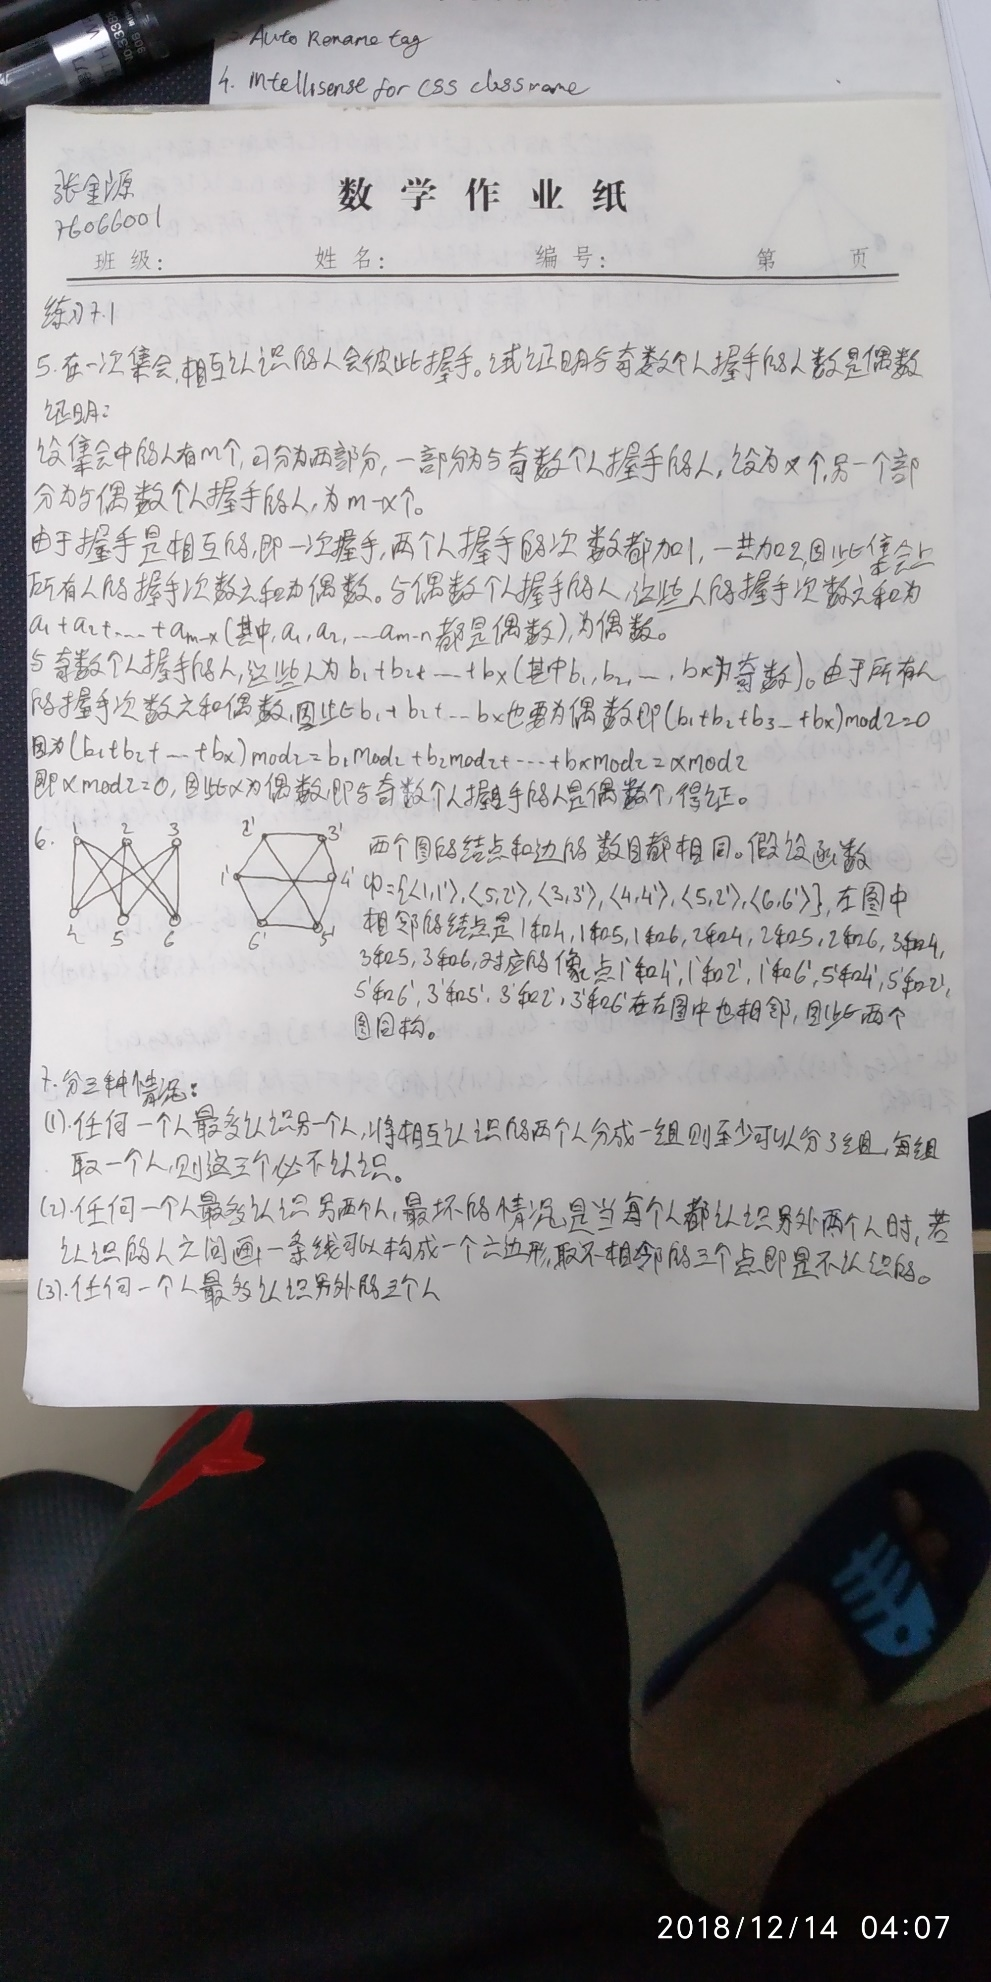 3. Auto Rename tag
4. Intellisense for CSS class name
张金源
76066001
数学作业纸
班级: 姓名: 编号: 第 页
练习7.1
5.在一次集会,相互认识的人会彼此握手。试证明与奇数个人握手的人数是偶数
证明:
设集会中的人有m个,可分为两部分,一部分为与奇数个人握手的人,设为x个,另一个部
分为与偶数个人握手的人,为m-x个。
由于握手是相互的,即一次握手,两个人握手的次数都加1,一共加2,因此集会上
所有人的握手次数之和为偶数。与偶数个人握手的人,这些人的握手次数之和为
a₁+a₂+……+aₘ₋ₓ(其中,a₁,a₂,…aₘ₋ₙ都是偶数),为偶数。
与奇数个人握手的人,这些人为b₁+b₂+…+bx(其中b₁,b₂,…,bx为奇数)。由于所有人
的握手次数之和偶数,因此b₁+b₂+…bx也要为偶数即(b₁+b₂+b₃…+bx)mod2=0
因为(b₁+b₂+…+bx)mod2=b₁mod2+b₂mod2+…+bxmod2=xmod2
即xmod2=0,因此x为偶数,即与奇数个人握手的人是偶数个,得证。
6. 1 2 3 2' 3' 两个图的结点和边的数目都相同。假设函数
1' 4' φ={<1,1'>,<5,2'>,<3,3'>,<4,4'>,<5,2'>,<6,6'>},在图中
4 5 6 6' 5' 相邻的结点是1和4,1和5,1和6,2和4,2和5,2和6,3和4,
3和5,3和6,对应的像点1'和4',1'和2',1'和6',5'和4',5'和2',
5'和6',3'和5',3'和2',3'和6'在右图中也相邻,因此两个
图同构。
7.分三种情况:
(1).任何一个人最多认识另一个人,将相互认识的两个人分成一组则至少可以分3组,每组
取一个人,则这三个必不认识。
(2).任何一个人最多认识另两个人,最坏的情况,是当每个人都认识另外两个人时,若
认识的人之间画一条线可以构成一个六边形,取不相邻的三个点即是不认识的。
(3).任何一个人最多认识另外的三个人
2018/12/14 04:07